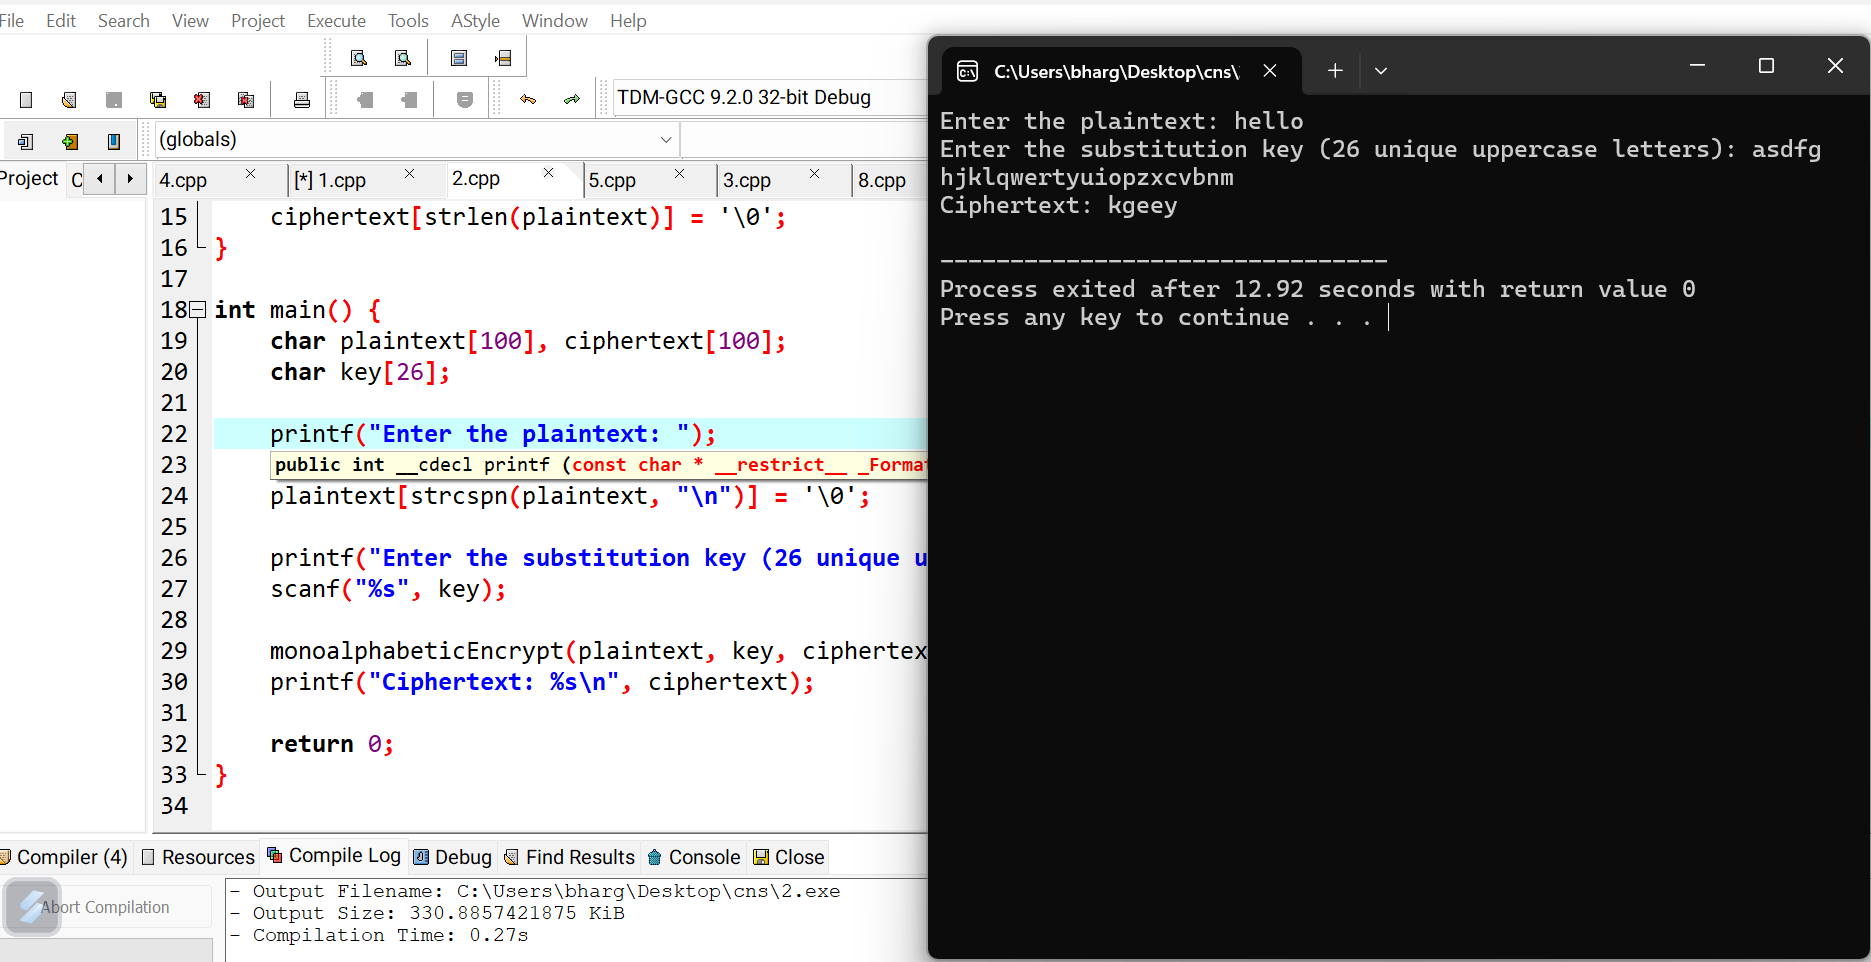 File Edit Search View Project Execute Tools AStyle Window Help
TDM-GCC 9.2.0 32-bit Debug
(globals)
Project C
4.cpp [*] 1.cpp 2.cpp 5.cpp 3.cpp 8.cpp
15 ciphertext[strlen(plaintext)] = '\0';
16 }
17
18 int main() {
19 char plaintext[100], ciphertext[100];
20 char key[26];
21
22 printf("Enter the plaintext: ");
23 public int __cdecl printf (const char * __restrict__ _Format
24 plaintext[strcspn(plaintext, "\n")] = '\0';
25
26 printf("Enter the substitution key (26 unique u
27 scanf("%s", key);
28
29 monoalphabeticEncrypt(plaintext, key, ciphertex
30 printf("Ciphertext: %s\n", ciphertext);
31
32 return 0;
33 }
34
Compiler (4) Resources Compile Log Debug Find Results Console Close
Abort Compilation
- Output Filename: C:\Users\bharg\Desktop\cns\2.exe
- Output Size: 330.8857421875 KiB
- Compilation Time: 0.27s
C:\Users\bharg\Desktop\cns\:
Enter the plaintext: hello
Enter the substitution key (26 unique uppercase letters): asdfg
hjklqwertyuiopzxcvbnm
Ciphertext: kgeey
--------------------------------
Process exited after 12.92 seconds with return value 0
Press any key to continue . . .